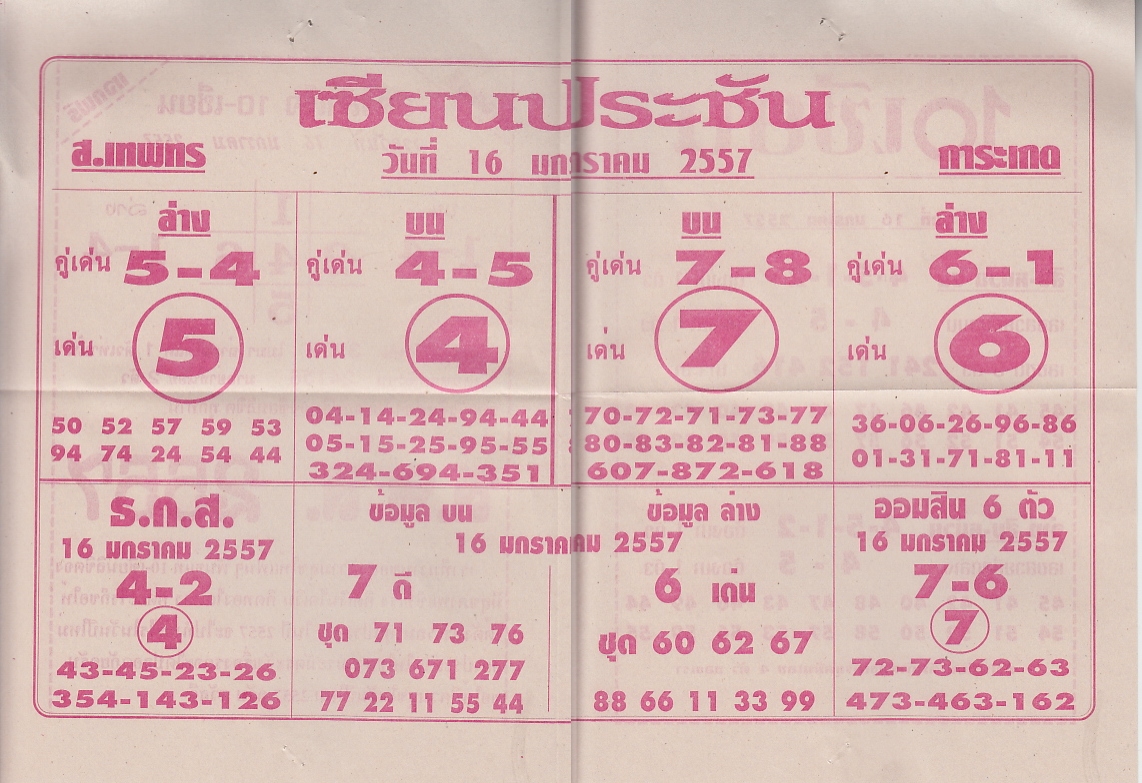 เซียนประชัน
ส.เทพทร วันที่ 16 มกราคม 2557 การะเกด
ล่าง
คู่เด่น 5-4
เด่น 5
50 52 57 59 53
94 74 24 54 44
บน
คู่เด่น 4-5
เด่น 4
04-14-24-94-44
05-15-25-95-55
324-694-351
บน
คู่เด่น 7-8
เด่น 7
70-72-71-73-77
80-83-82-81-88
607-872-618
ล่าง
คู่เด่น 6-1
เด่น 6
36-06-26-96-86
01-31-71-81-11
ธ.ก.ส.
16 มกราคม 2557
4-2
4
43-45-23-26
354-143-126
ข้อมูล บน ข้อมูล ล่าง
16 มกราคม 2557
7 ดี
ชุด 71 73 76
073 671 277
77 22 11 55 44
6 เด่น
ชุด 60 62 67
88 66 11 33 99
ออมสิน 6 ตัว
16 มกราคม 2557
7-6
7
72-73-62-63
473-463-162